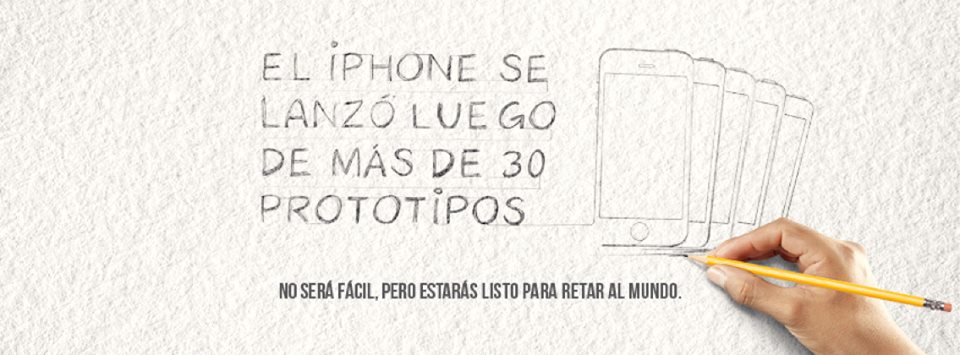 EL iPHONE SE
LANZÓ LUEGO
DE MÁS DE 30
PROTOTiPOS
NO SERÁ FÁCIL, PERO ESTARÁS LISTO PARA RETAR AL MUNDO.